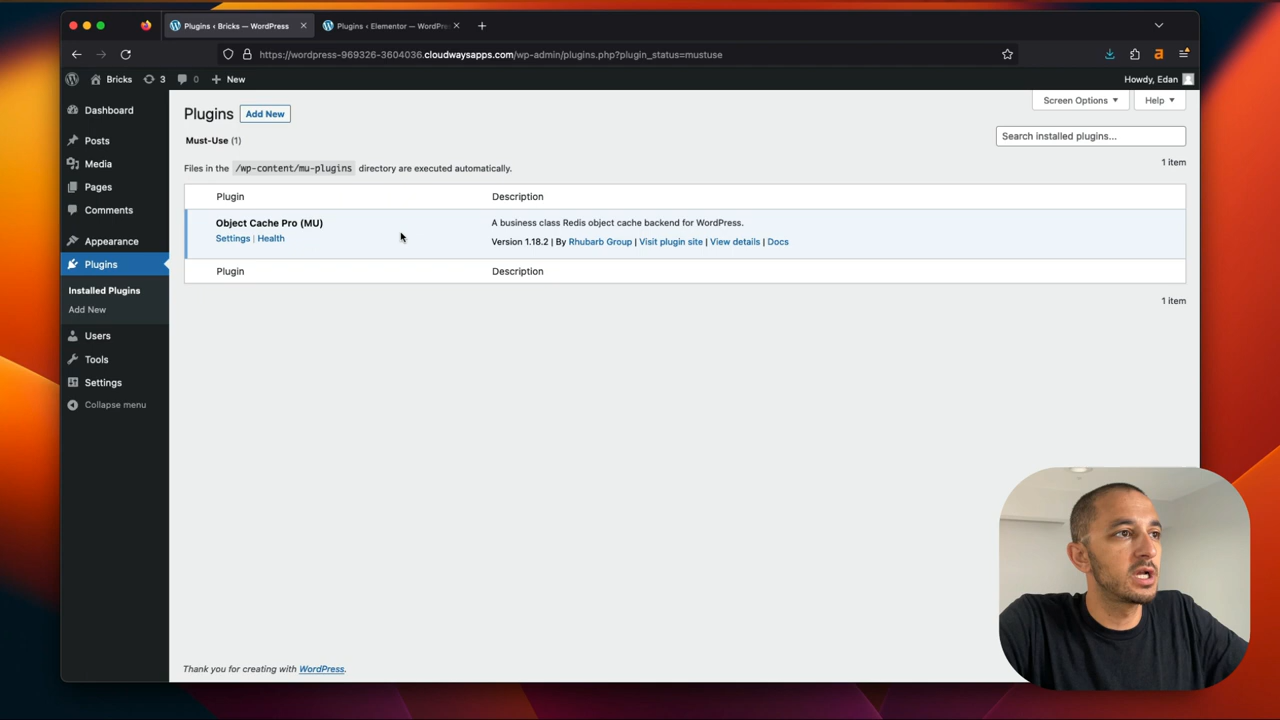 Plugins ‹ Bricks — WordPress
Plugins ‹ Elementor — WordPre
https://wordpress-969326-3604036.cloudwaysapps.com/wp-admin/plugins.php?plugin_status=mustuse
Bricks 3 0 New
Howdy, Edan
Dashboard
Posts
Media
Pages
Comments
Appearance
Plugins
Installed Plugins
Add New
Users
Tools
Settings
Collapse menu
Screen Options
Help
Plugins Add New
Must-Use (1)
Search installed plugins...
1 item
Files in the /wp-content/mu-plugins directory are executed automatically.
Plugin Description
Object Cache Pro (MU)
Settings | Health
A business class Redis object cache backend for WordPress.
Version 1.18.2 | By Rhubarb Group | Visit plugin site | View details | Docs
Plugin Description
1 item
Thank you for creating with WordPress.